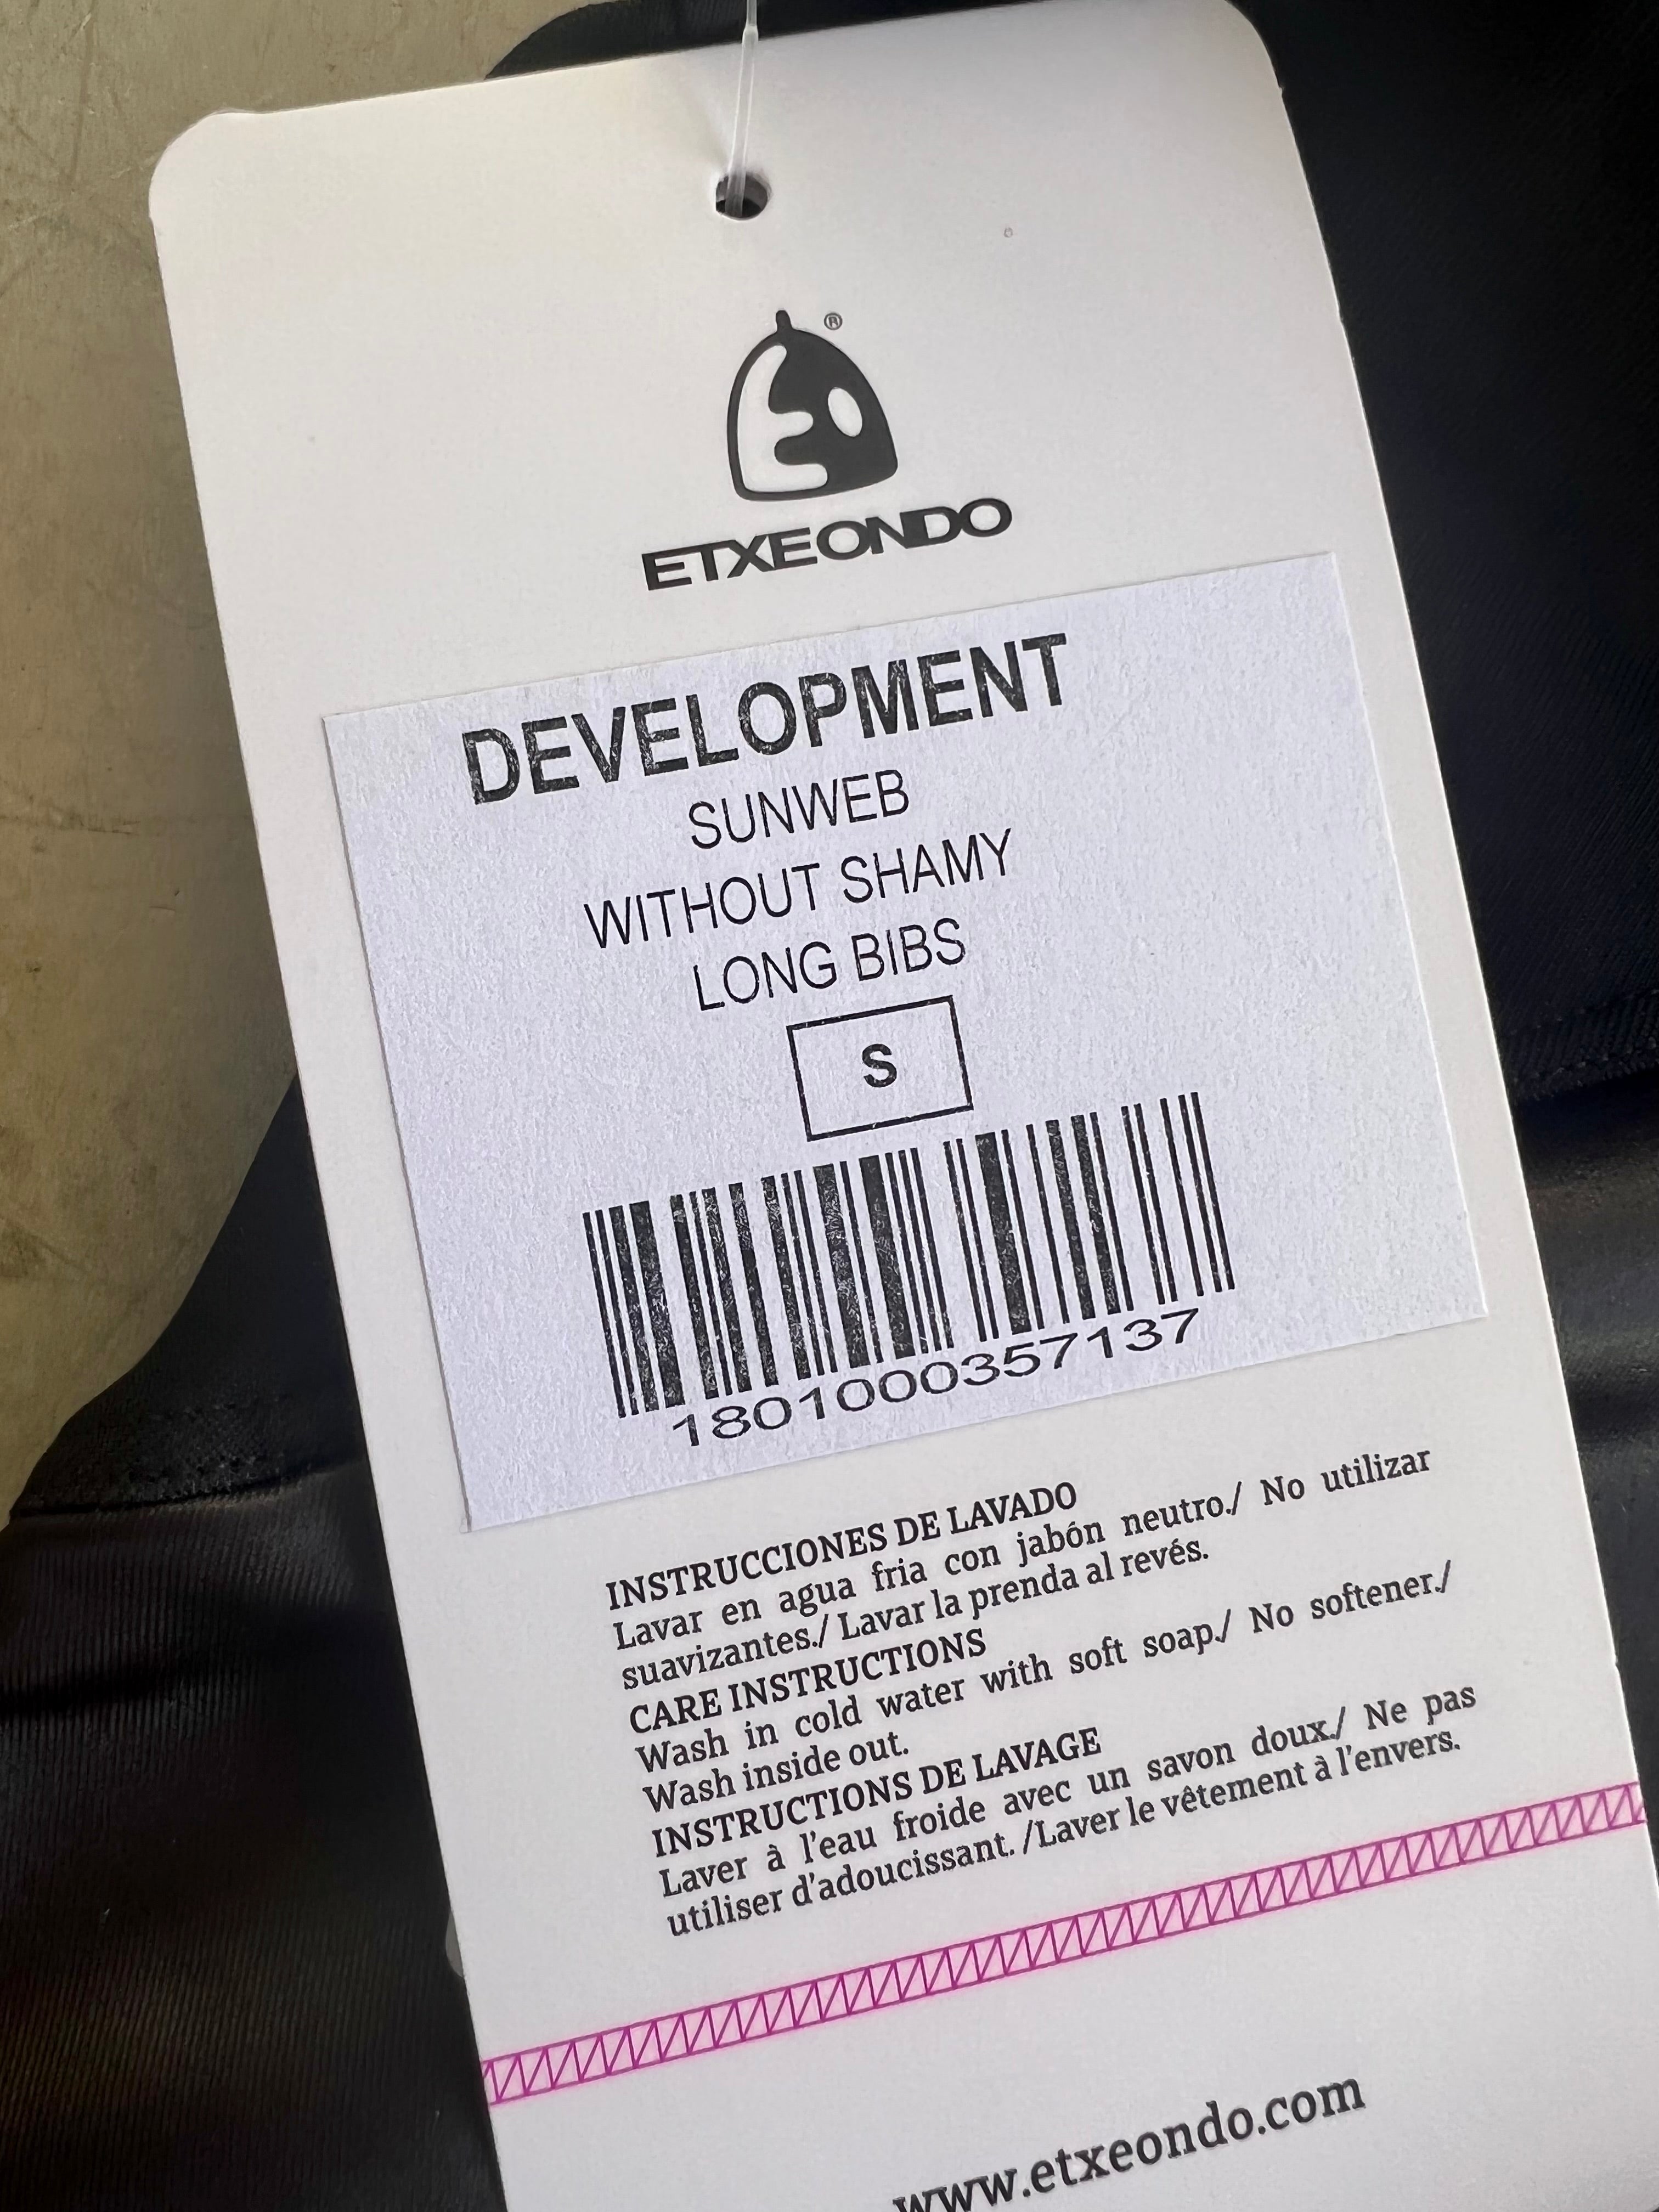 ®
ETXEONDO
DEVELOPMENT
SUNWEB
WITHOUT SHAMY
LONG BIBS
S
1801000357137
INSTRUCCIONES DE LAVADO
Lavar en agua fria con jabón neutro./ No utilizar
suavizantes./ Lavar la prenda al revés.
CARE INSTRUCTIONS
Wash in cold water with soft soap./ No softener./
Wash inside out.
INSTRUCTIONS DE LAVAGE
Laver à l'eau froide avec un savon doux./ Ne pas
utiliser d'adoucissant. /Laver le vêtement à l'envers.
www.etxeondo.com